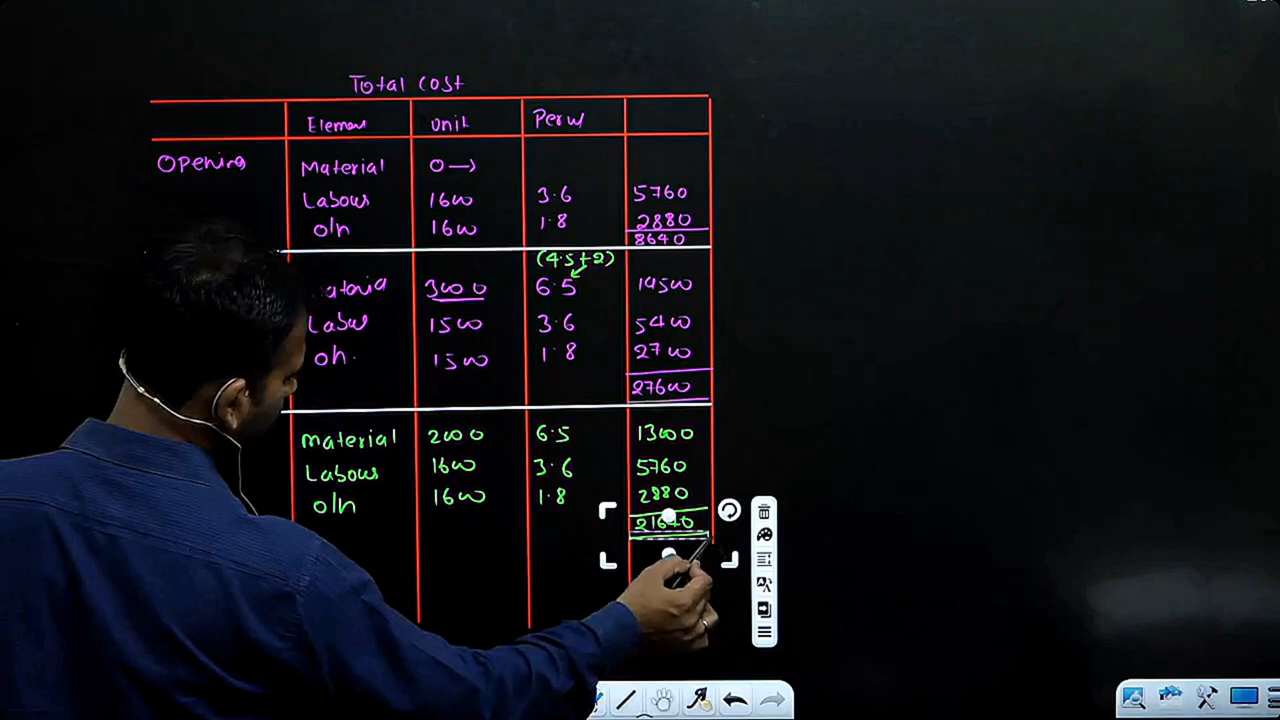 Total Cost
Element Unit Per u
Opening Material 0→
Labour 1600 3.6 5760
o/h 1600 1.8 2880
8640
(4.5+2)
3000 6.5 19500
Labour 1500 3.6 5400
oh. 1500 1.8 2700
27600
material 2000 6.5 13000
Labour 1600 3.6 5760
o/h 1600 1.8 2880
21640